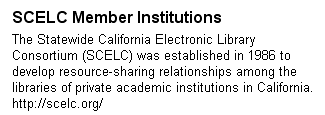 SCELC Member Institutions
The Statewide California Electronic Library
Consortium (SCELC) was established in 1986 to
develop resource-sharing relationships among the
libraries of private academic institutions in California.
http://scelc.org/